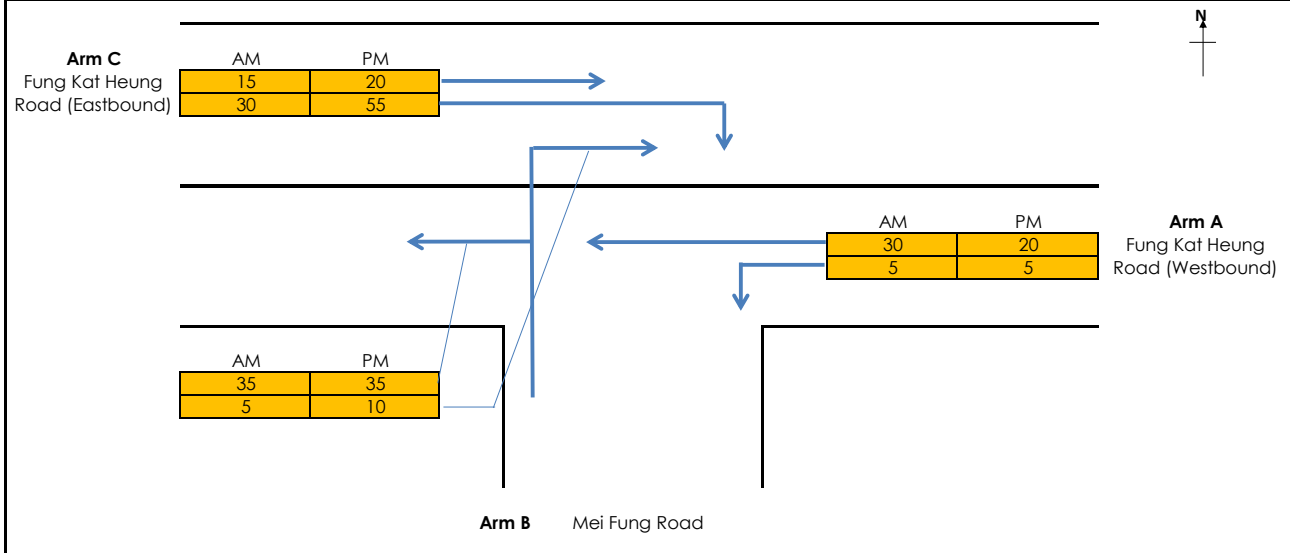 N
Arm C
Fung Kat Heung
Road (Eastbound)
AM PM
15 20
30 55
AM PM
30 20
5 5
Arm A
Fung Kat Heung
Road (Westbound)
AM PM
35 35
5 10
Arm B Mei Fung Road